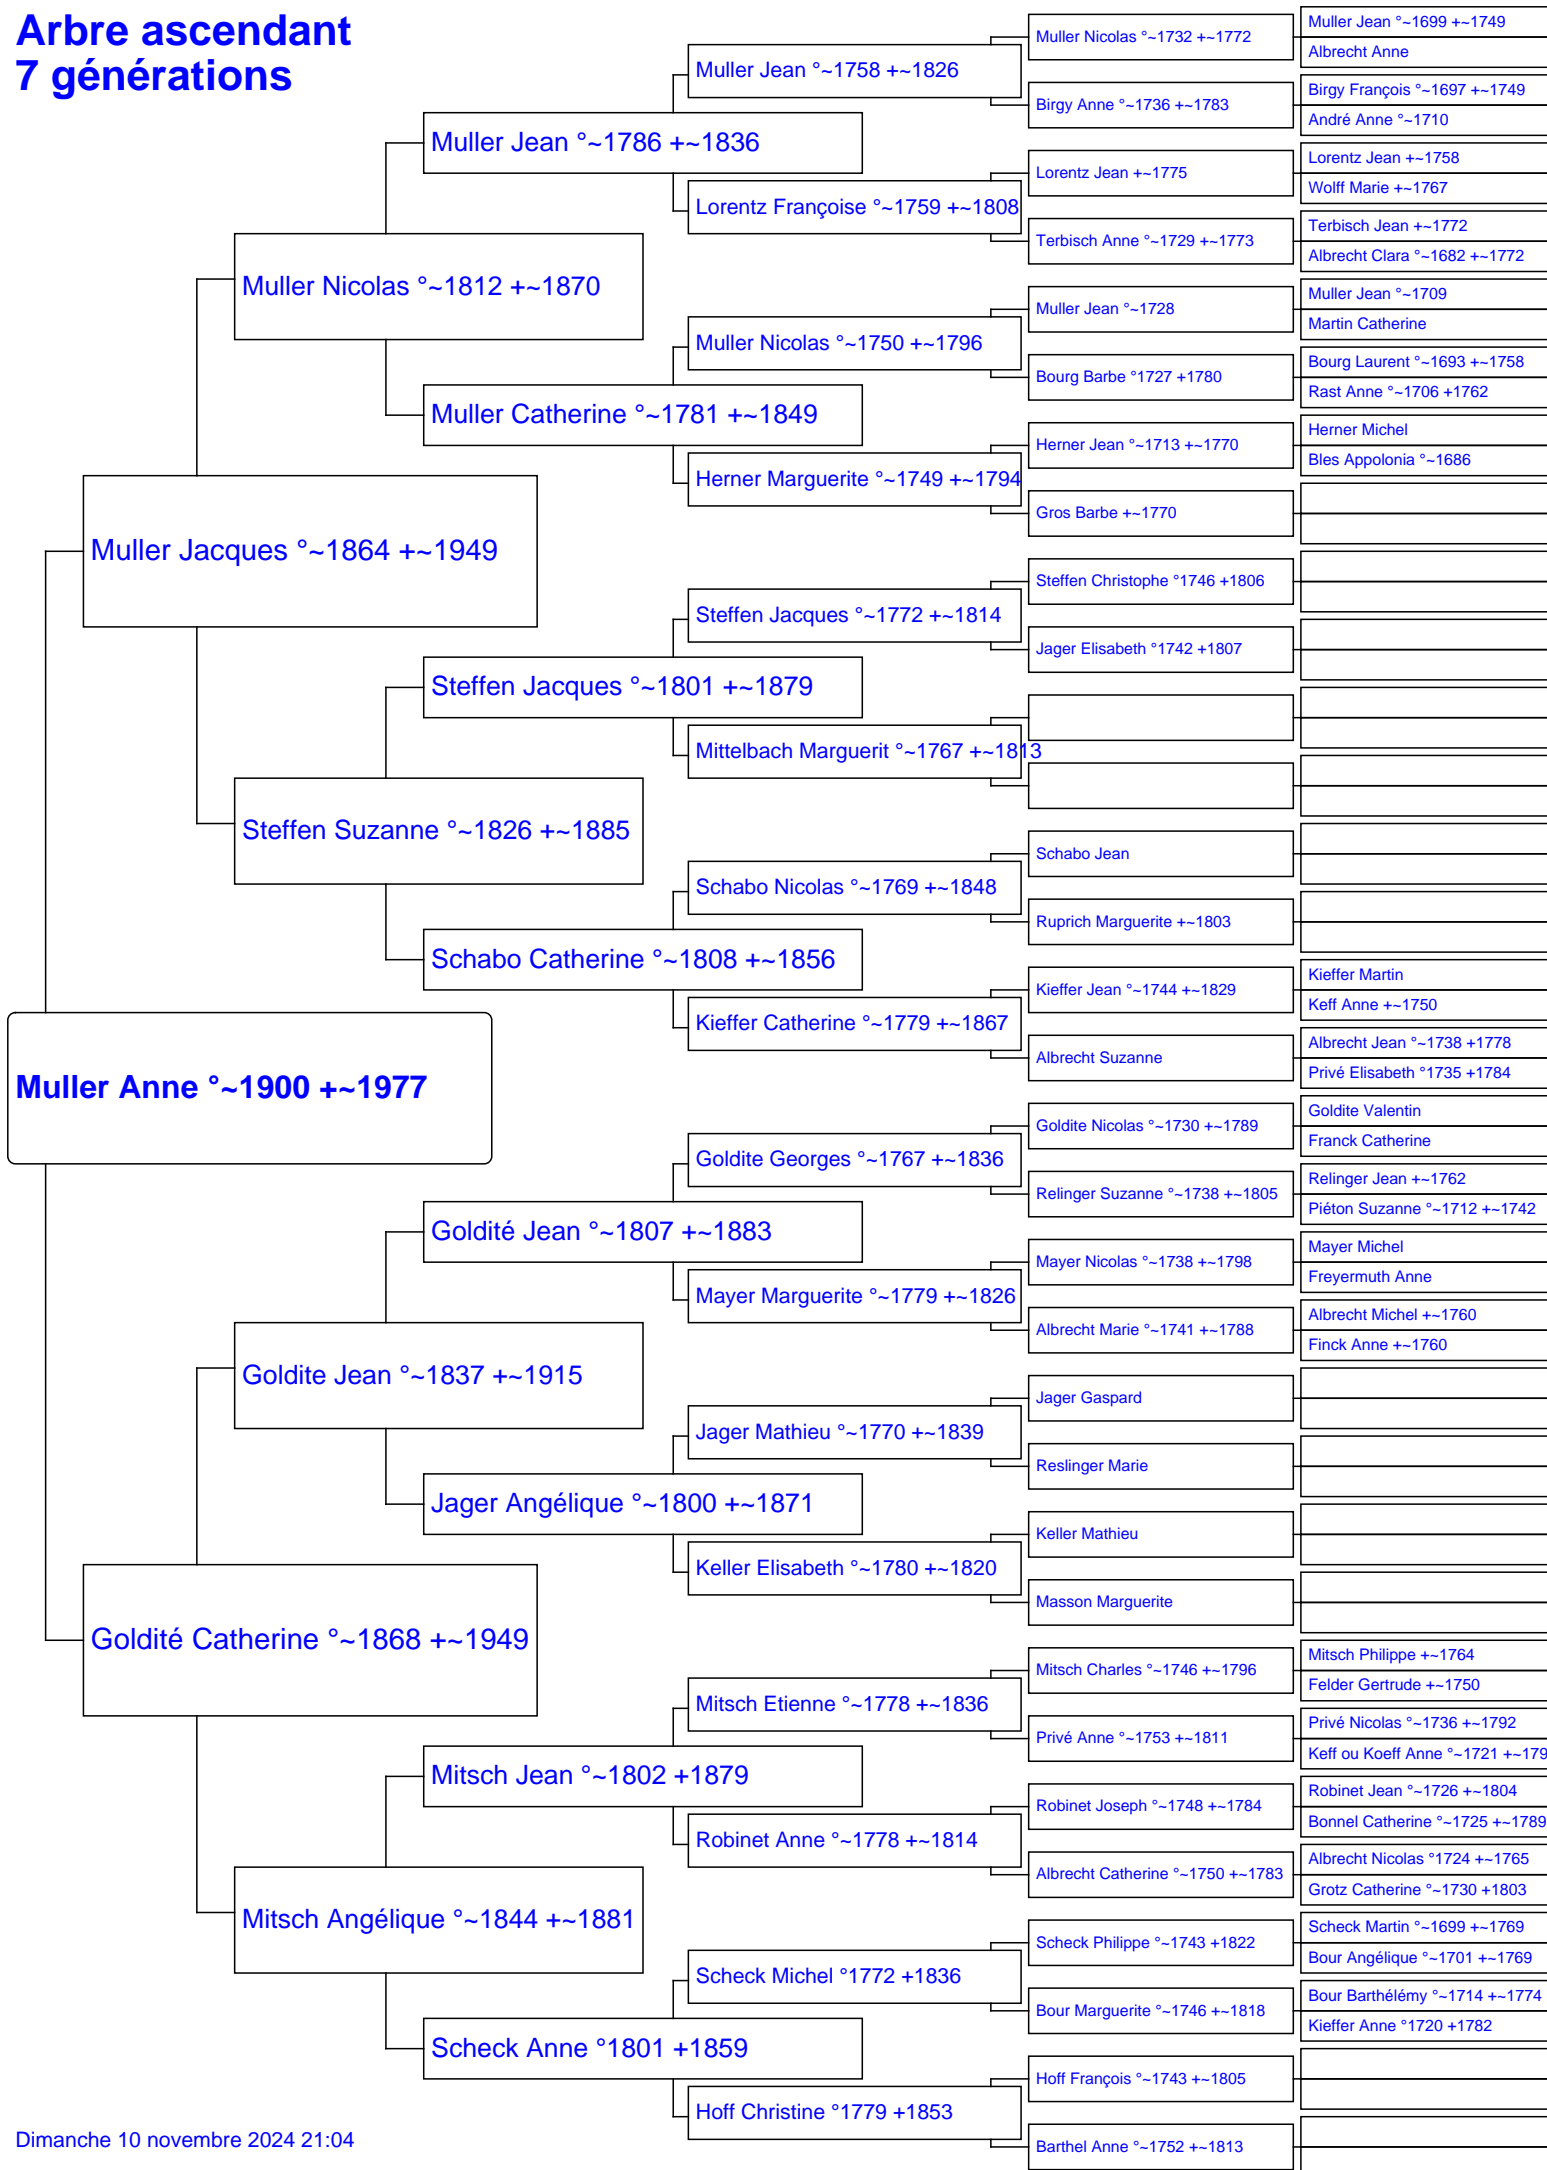 Arbre ascendant
7 générations
Muller Anne °~1900 +~1977
Muller Jacques °~1864 +~1949
Goldité Catherine °~1868 +~1949
Muller Nicolas °~1812 +~1870
Steffen Suzanne °~1826 +~1885
Goldite Jean °~1837 +~1915
Mitsch Angélique °~1844 +~1881
Muller Jean °~1786 +~1836
Muller Catherine °~1781 +~1849
Steffen Jacques °~1801 +~1879
Schabo Catherine °~1808 +~1856
Goldité Jean °~1807 +~1883
Jager Angélique °~1800 +~1871
Mitsch Jean °~1802 +1879
Scheck Anne °1801 +1859
Muller Jean °~1758 +~1826
Lorentz Françoise °~1759 +~1808
Muller Nicolas °~1750 +~1796
Herner Marguerite °~1749 +~1794
Steffen Jacques °~1772 +~1814
Mittelbach Marguerit °~1767 +~1813
Schabo Nicolas °~1769 +~1848
Kieffer Catherine °~1779 +~1867
Goldite Georges °~1767 +~1836
Mayer Marguerite °~1779 +~1826
Jager Mathieu °~1770 +~1839
Keller Elisabeth °~1780 +~1820
Mitsch Etienne °~1778 +~1836
Robinet Anne °~1778 +~1814
Scheck Michel °1772 +1836
Hoff Christine °1779 +1853
Muller Nicolas °~1732 +~1772
Birgy Anne °~1736 +~1783
Lorentz Jean +~1775
Terbisch Anne °~1729 +~1773
Muller Jean °~1728
Bourg Barbe °1727 +1780
Herner Jean °~1713 +~1770
Gros Barbe +~1770
Steffen Christophe °1746 +1806
Jager Elisabeth °1742 +1807
Schabo Jean
Ruprich Marguerite +~1803
Kieffer Jean °~1744 +~1829
Albrecht Suzanne
Goldite Nicolas °~1730 +~1789
Relinger Suzanne °~1738 +~1805
Mayer Nicolas °~1738 +~1798
Albrecht Marie °~1741 +~1788
Jager Gaspard
Reslinger Marie
Keller Mathieu
Masson Marguerite
Mitsch Charles °~1746 +~1796
Privé Anne °~1753 +~1811
Robinet Joseph °~1748 +~1784
Albrecht Catherine °~1750 +~1783
Scheck Philippe °~1743 +1822
Bour Marguerite °~1746 +~1818
Hoff François °~1743 +~1805
Barthel Anne °~1752 +~1813
Muller Jean °~1699 +~1749
Albrecht Anne
Birgy François °~1697 +~1749
André Anne °~1710
Lorentz Jean +~1758
Wolff Marie +~1767
Terbisch Jean +~1772
Albrecht Clara °~1682 +~1772
Muller Jean °~1709
Martin Catherine
Bourg Laurent °~1693 +~1758
Rast Anne °~1706 +1762
Herner Michel
Bles Appolonia °~1686
Kieffer Martin
Keff Anne +~1750
Albrecht Jean °~1738 +1778
Privé Elisabeth °1735 +1784
Goldite Valentin
Franck Catherine
Relinger Jean +~1762
Piéton Suzanne °~1712 +~1742
Mayer Michel
Freyermuth Anne
Albrecht Michel +~1760
Finck Anne +~1760
Mitsch Philippe +~1764
Felder Gertrude +~1750
Privé Nicolas °~1736 +~1792
Keff ou Koeff Anne °~1721 +~179
Robinet Jean °~1726 +~1804
Bonnel Catherine °~1725 +~1789
Albrecht Nicolas °1724 +~1765
Grotz Catherine °~1730 +1803
Scheck Martin °~1699 +~1769
Bour Angélique °~1701 +~1769
Bour Barthélémy °~1714 +~1774
Kieffer Anne °1720 +1782
Dimanche 10 novembre 2024 21:04